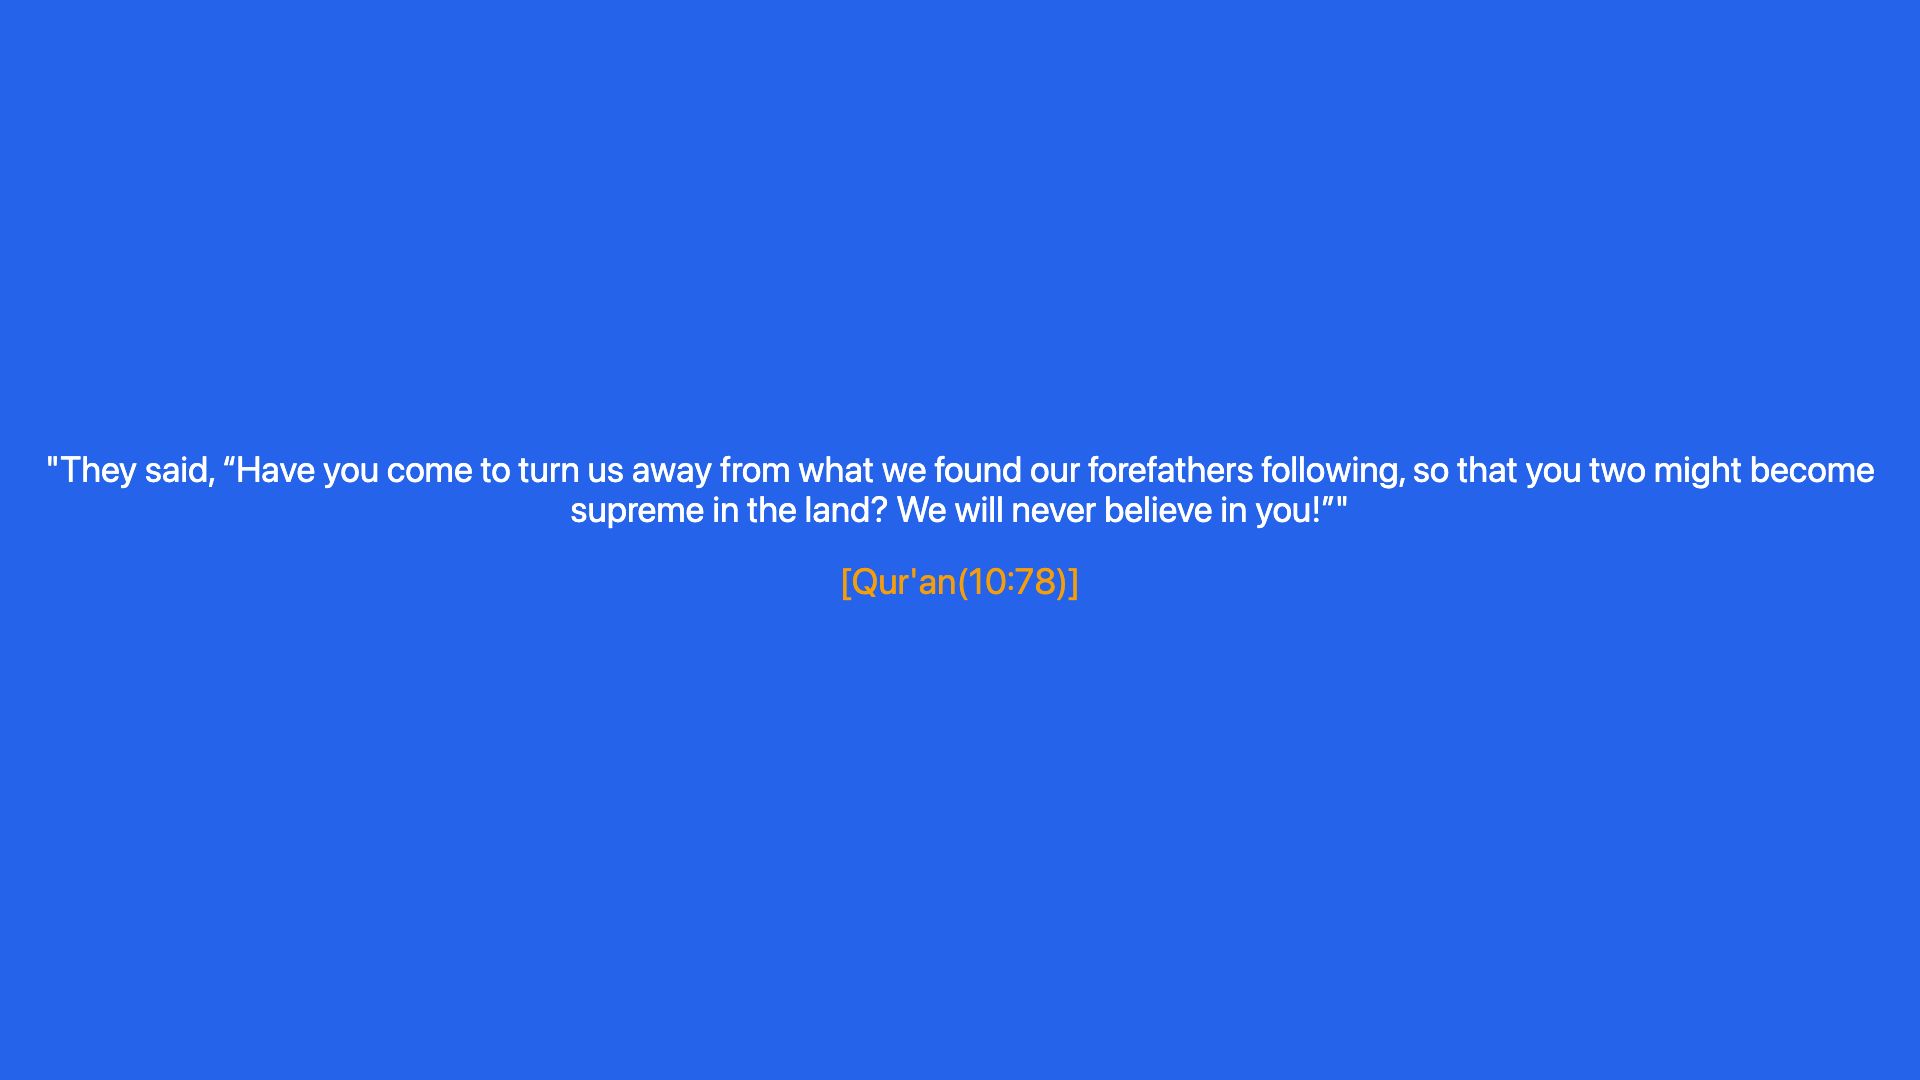 "They said, “Have you come to turn us away from what we found our forefathers following, so that you two might become
supreme in the land? We will never believe in you!”"
[Qur'an(10:78)]